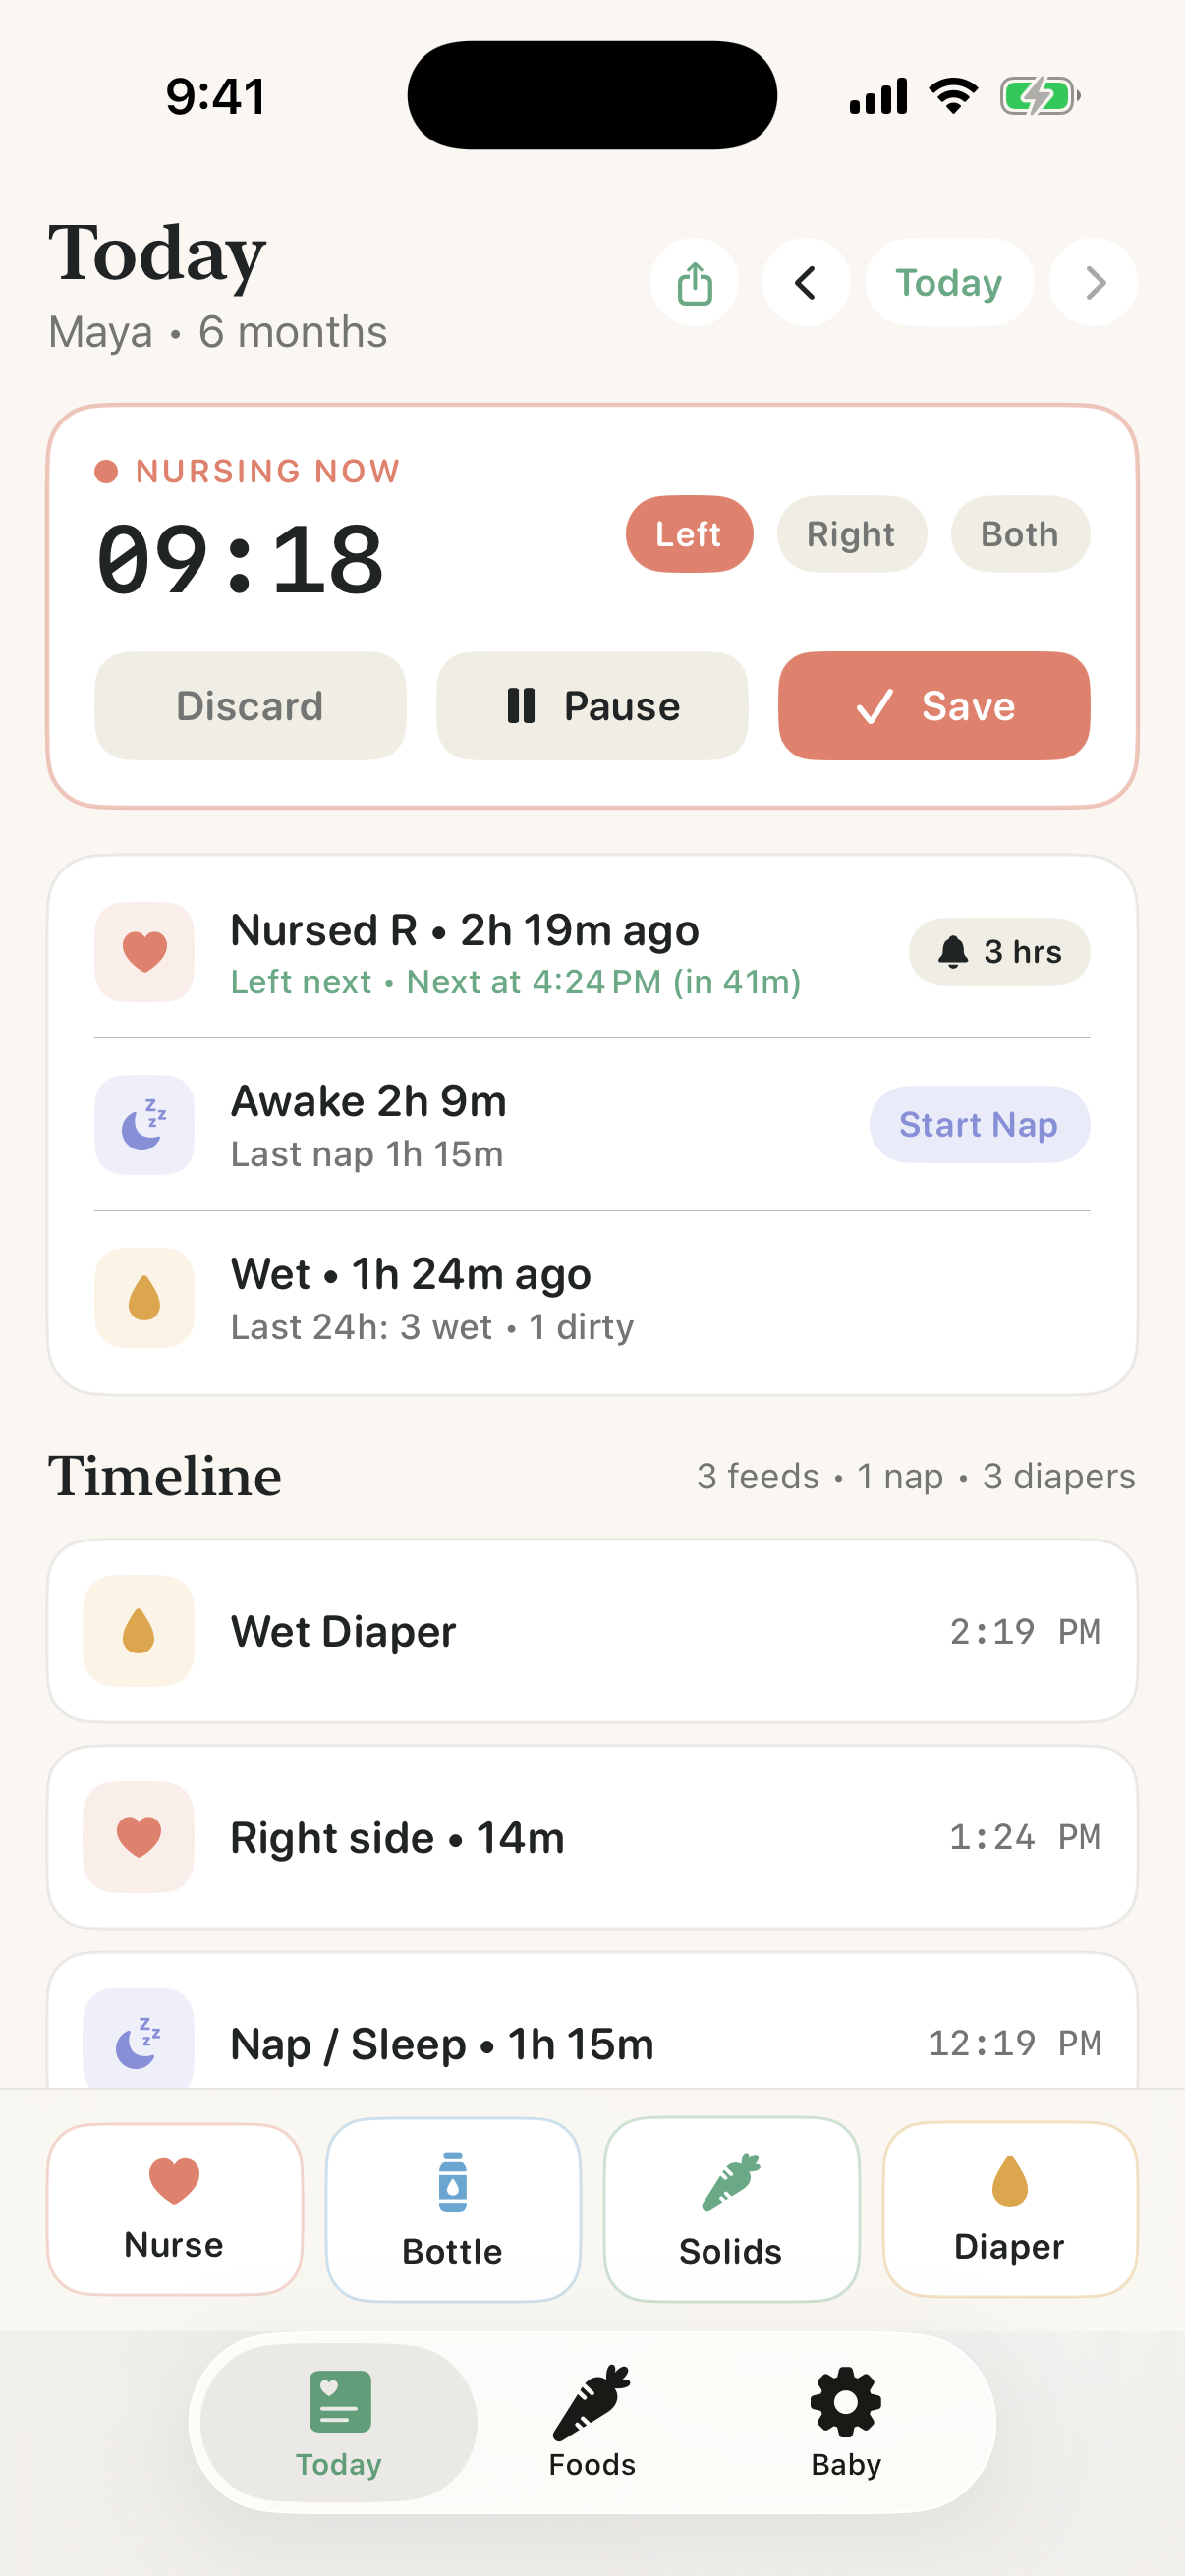 9:41
Today
Maya • 6 months
Today
NURSING NOW
09:18
Left
Right
Both
Discard
Pause
Save
Nursed R • 2h 19m ago
Left next • Next at 4:24 PM (in 41m)
3 hrs
Awake 2h 9m
Last nap 1h 15m
Start Nap
Wet • 1h 24m ago
Last 24h: 3 wet • 1 dirty
Timeline
3 feeds • 1 nap • 3 diapers
Wet Diaper
2:19 PM
Right side • 14m
1:24 PM
Nap / Sleep • 1h 15m
12:19 PM
Nurse
Bottle
Solids
Diaper
Today
Foods
Baby